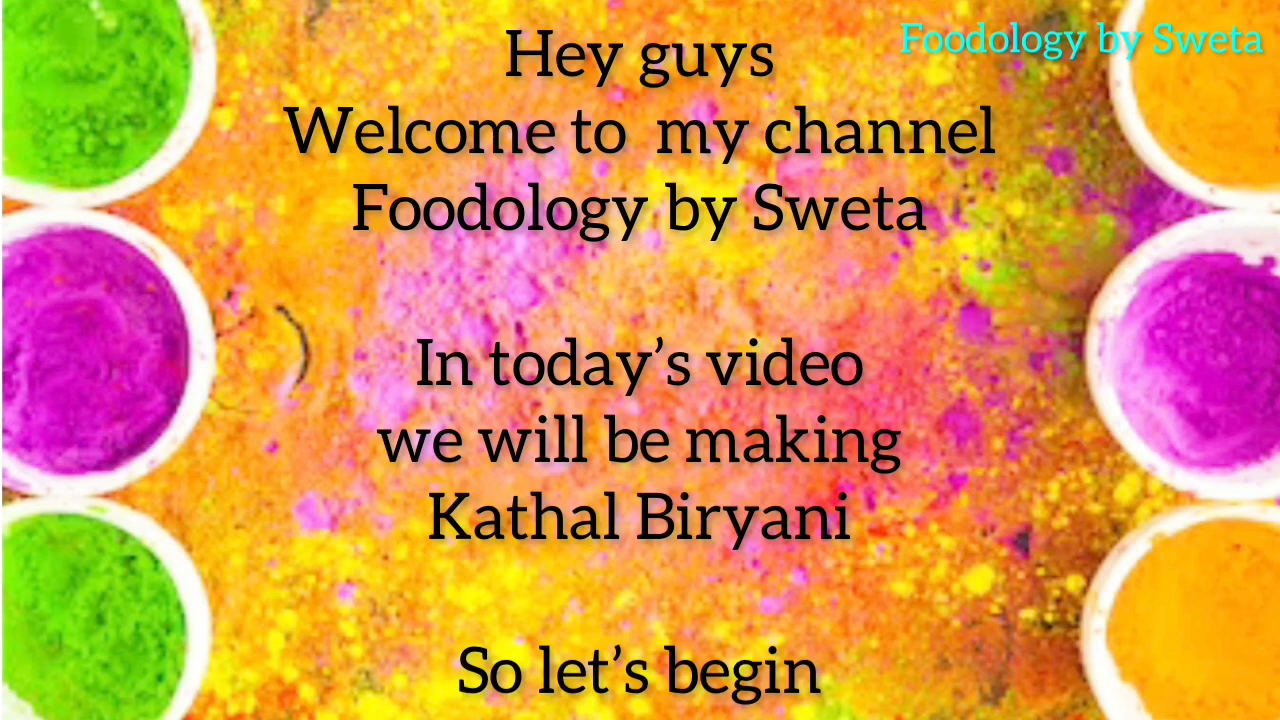 Foodology by Sweta
Hey guys
Welcome to  my channel
Foodology by Sweta
In today’s video
we will be making
Kathal Biryani
So let’s begin